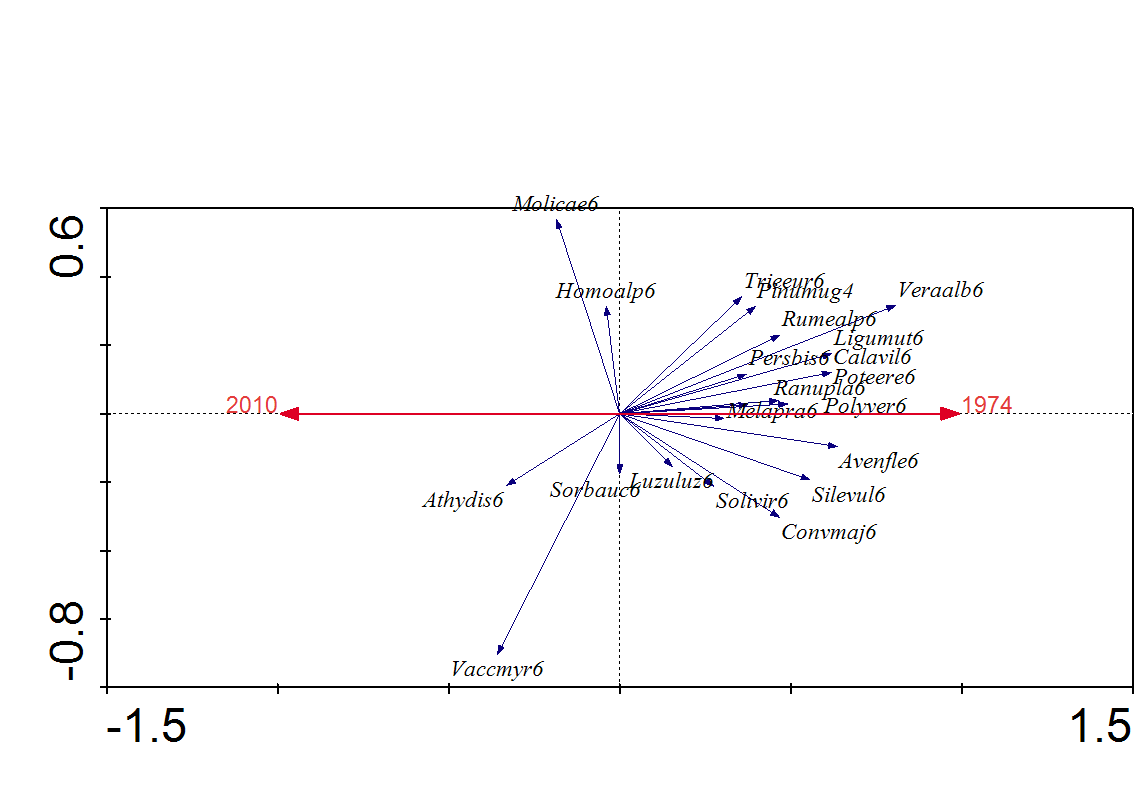 0.6
Molicae6
Trieeur6
Pinumug4
Veraalb6
Homoalp6
Rumealp6
Ligumut6
Persbis6
Calavil6
Poteere6
Ranupla6
2010
1974
Melapra6
Polyver6
Avenfle6
Athydis6
Sorbauc6
Luzuluz6
Solivir6
Silevul6
Convmaj6
-0.8
Vaccmyr6
-1.5
1.5